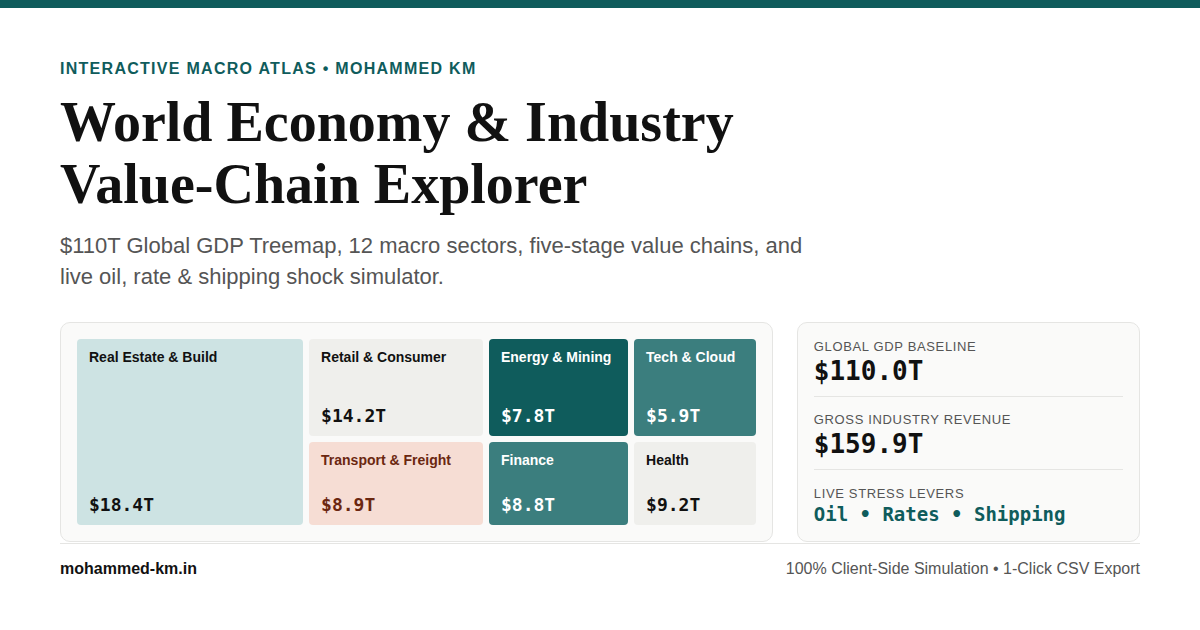 INTERACTIVE MACRO ATLAS • MOHAMMED KM
World Economy & Industry
Value-Chain Explorer
$110T Global GDP Treemap, 12 macro sectors, five-stage value chains, and
live oil, rate & shipping shock simulator.
Real Estate & Build
$18.4T
Retail & Consumer
$14.2T
Energy & Mining
$7.8T
Tech & Cloud
$5.9T
Transport & Freight
$8.9T
Finance
$8.8T
Health
$9.2T
GLOBAL GDP BASELINE
$110.0T
GROSS INDUSTRY REVENUE
$159.9T
LIVE STRESS LEVERS
Oil • Rates • Shipping
mohammed-km.in
100% Client-Side Simulation • 1-Click CSV Export